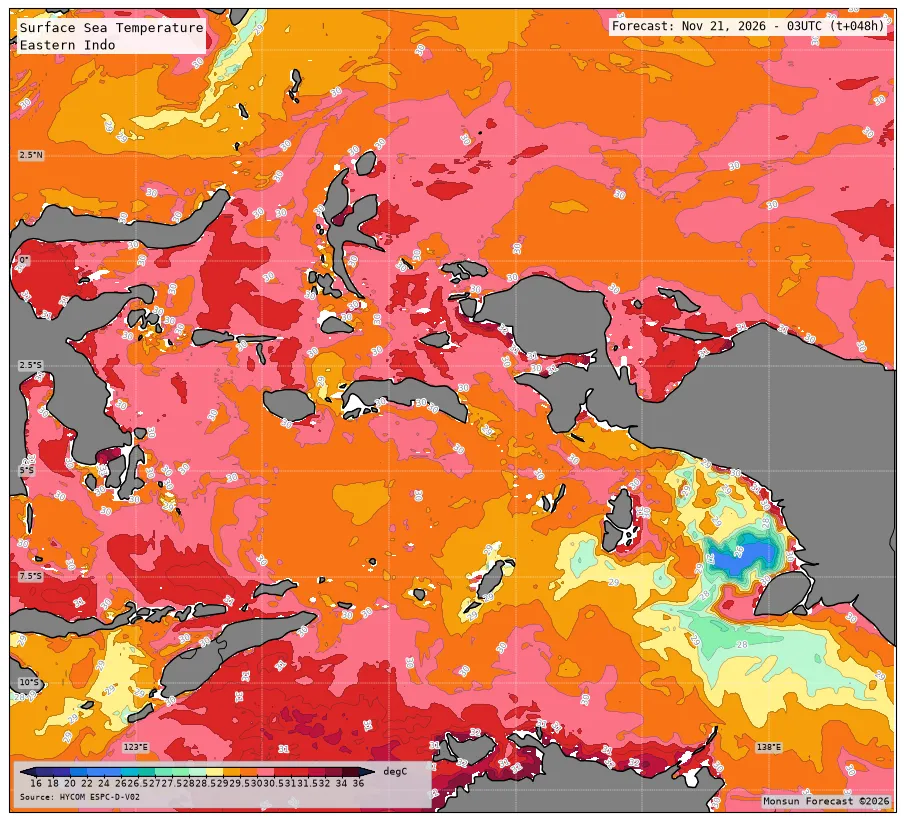 Surface Sea Temperature
Eastern Indo
Forecast: Nov 21, 2026 - 03UTC (t+048h)
2.5°N
0°
2.5°S
5°S
7.5°S
10°S
123°E
138°E
degC
16 18 20 22 24 26 26.5 27 27.5 28 28.5 29 29.5 30 30.5 31 31.5 32 34 36
Source: HYCOM ESPC-D-V02
Monsun Forecast ©2026